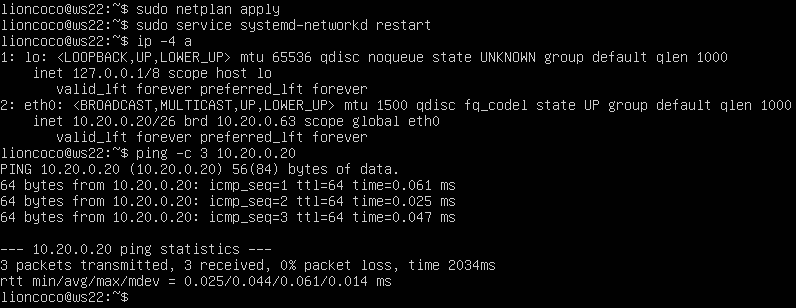 lioncoco@ws22:~$ sudo netplan apply
lioncoco@ws22:~$ sudo service systemd-networkd restart
lioncoco@ws22:~$ ip -4 a
1: lo: <LOOPBACK,UP,LOWER_UP> mtu 65536 qdisc noqueue state UNKNOWN group default qlen 1000
    inet 127.0.0.1/8 scope host lo
       valid_lft forever preferred_lft forever
2: eth0: <BROADCAST,MULTICAST,UP,LOWER_UP> mtu 1500 qdisc fq_codel state UP group default qlen 1000
    inet 10.20.0.20/26 brd 10.20.0.63 scope global eth0
       valid_lft forever preferred_lft forever
lioncoco@ws22:~$ ping -c 3 10.20.0.20
PING 10.20.0.20 (10.20.0.20) 56(84) bytes of data.
64 bytes from 10.20.0.20: icmp_seq=1 ttl=64 time=0.061 ms
64 bytes from 10.20.0.20: icmp_seq=2 ttl=64 time=0.025 ms
64 bytes from 10.20.0.20: icmp_seq=3 ttl=64 time=0.047 ms

--- 10.20.0.20 ping statistics ---
3 packets transmitted, 3 received, 0% packet loss, time 2034ms
rtt min/avg/max/mdev = 0.025/0.044/0.061/0.014 ms
lioncoco@ws22:~$